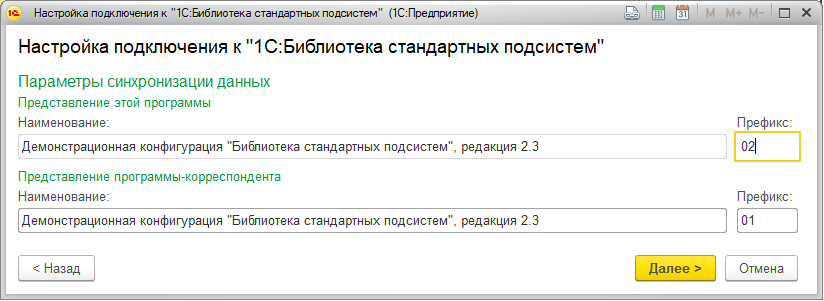 Настройка подключения к "1С:Библиотека стандартных подсистем" (1С:Предприятие)
M M+ M-
Настройка подключения к "1С:Библиотека стандартных подсистем"
Параметры синхронизации данных
Представление этой программы
Наименование: Префикс:
Демонстрационная конфигурация "Библиотека стандартных подсистем", редакция 2.3 02
Представление программы-корреспондента
Наименование: Префикс:
Демонстрационная конфигурация "Библиотека стандартных подсистем", редакция 2.3 01
< Назад Далее > Отмена